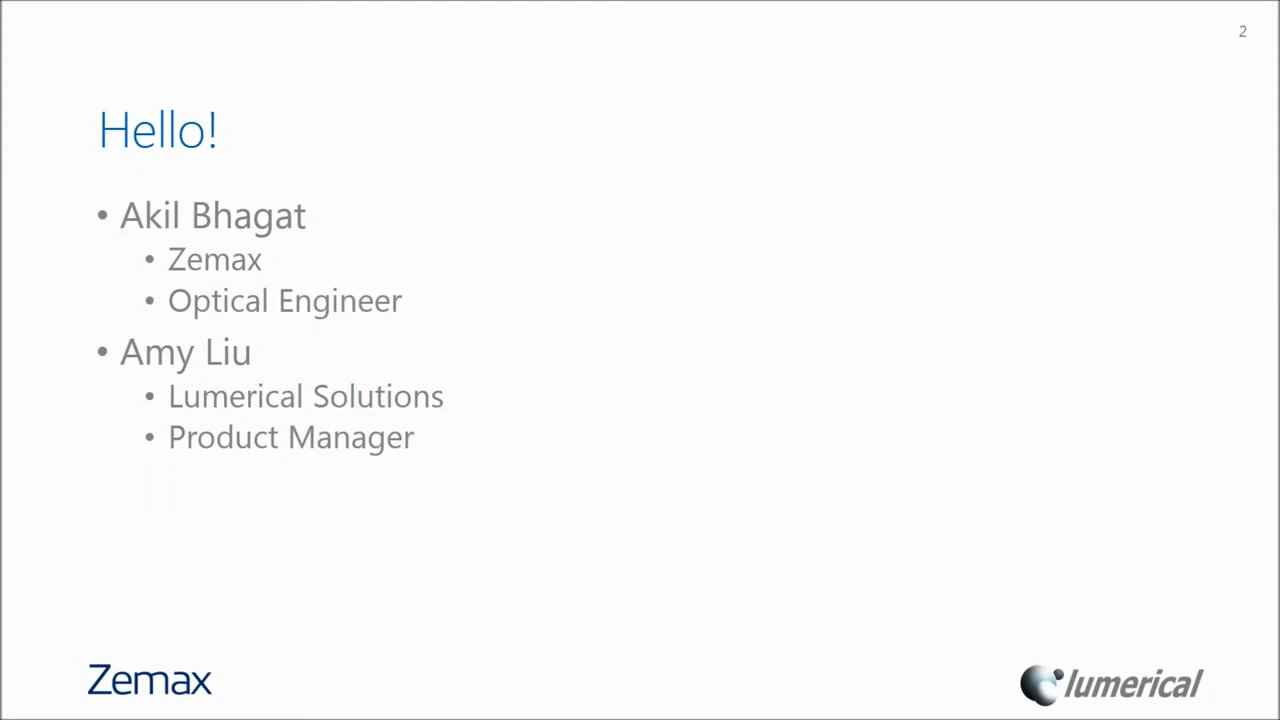 2
Hello!
• Akil Bhagat
• Zemax
• Optical Engineer
• Amy Liu
• Lumerical Solutions
• Product Manager
Zemax
lumerical